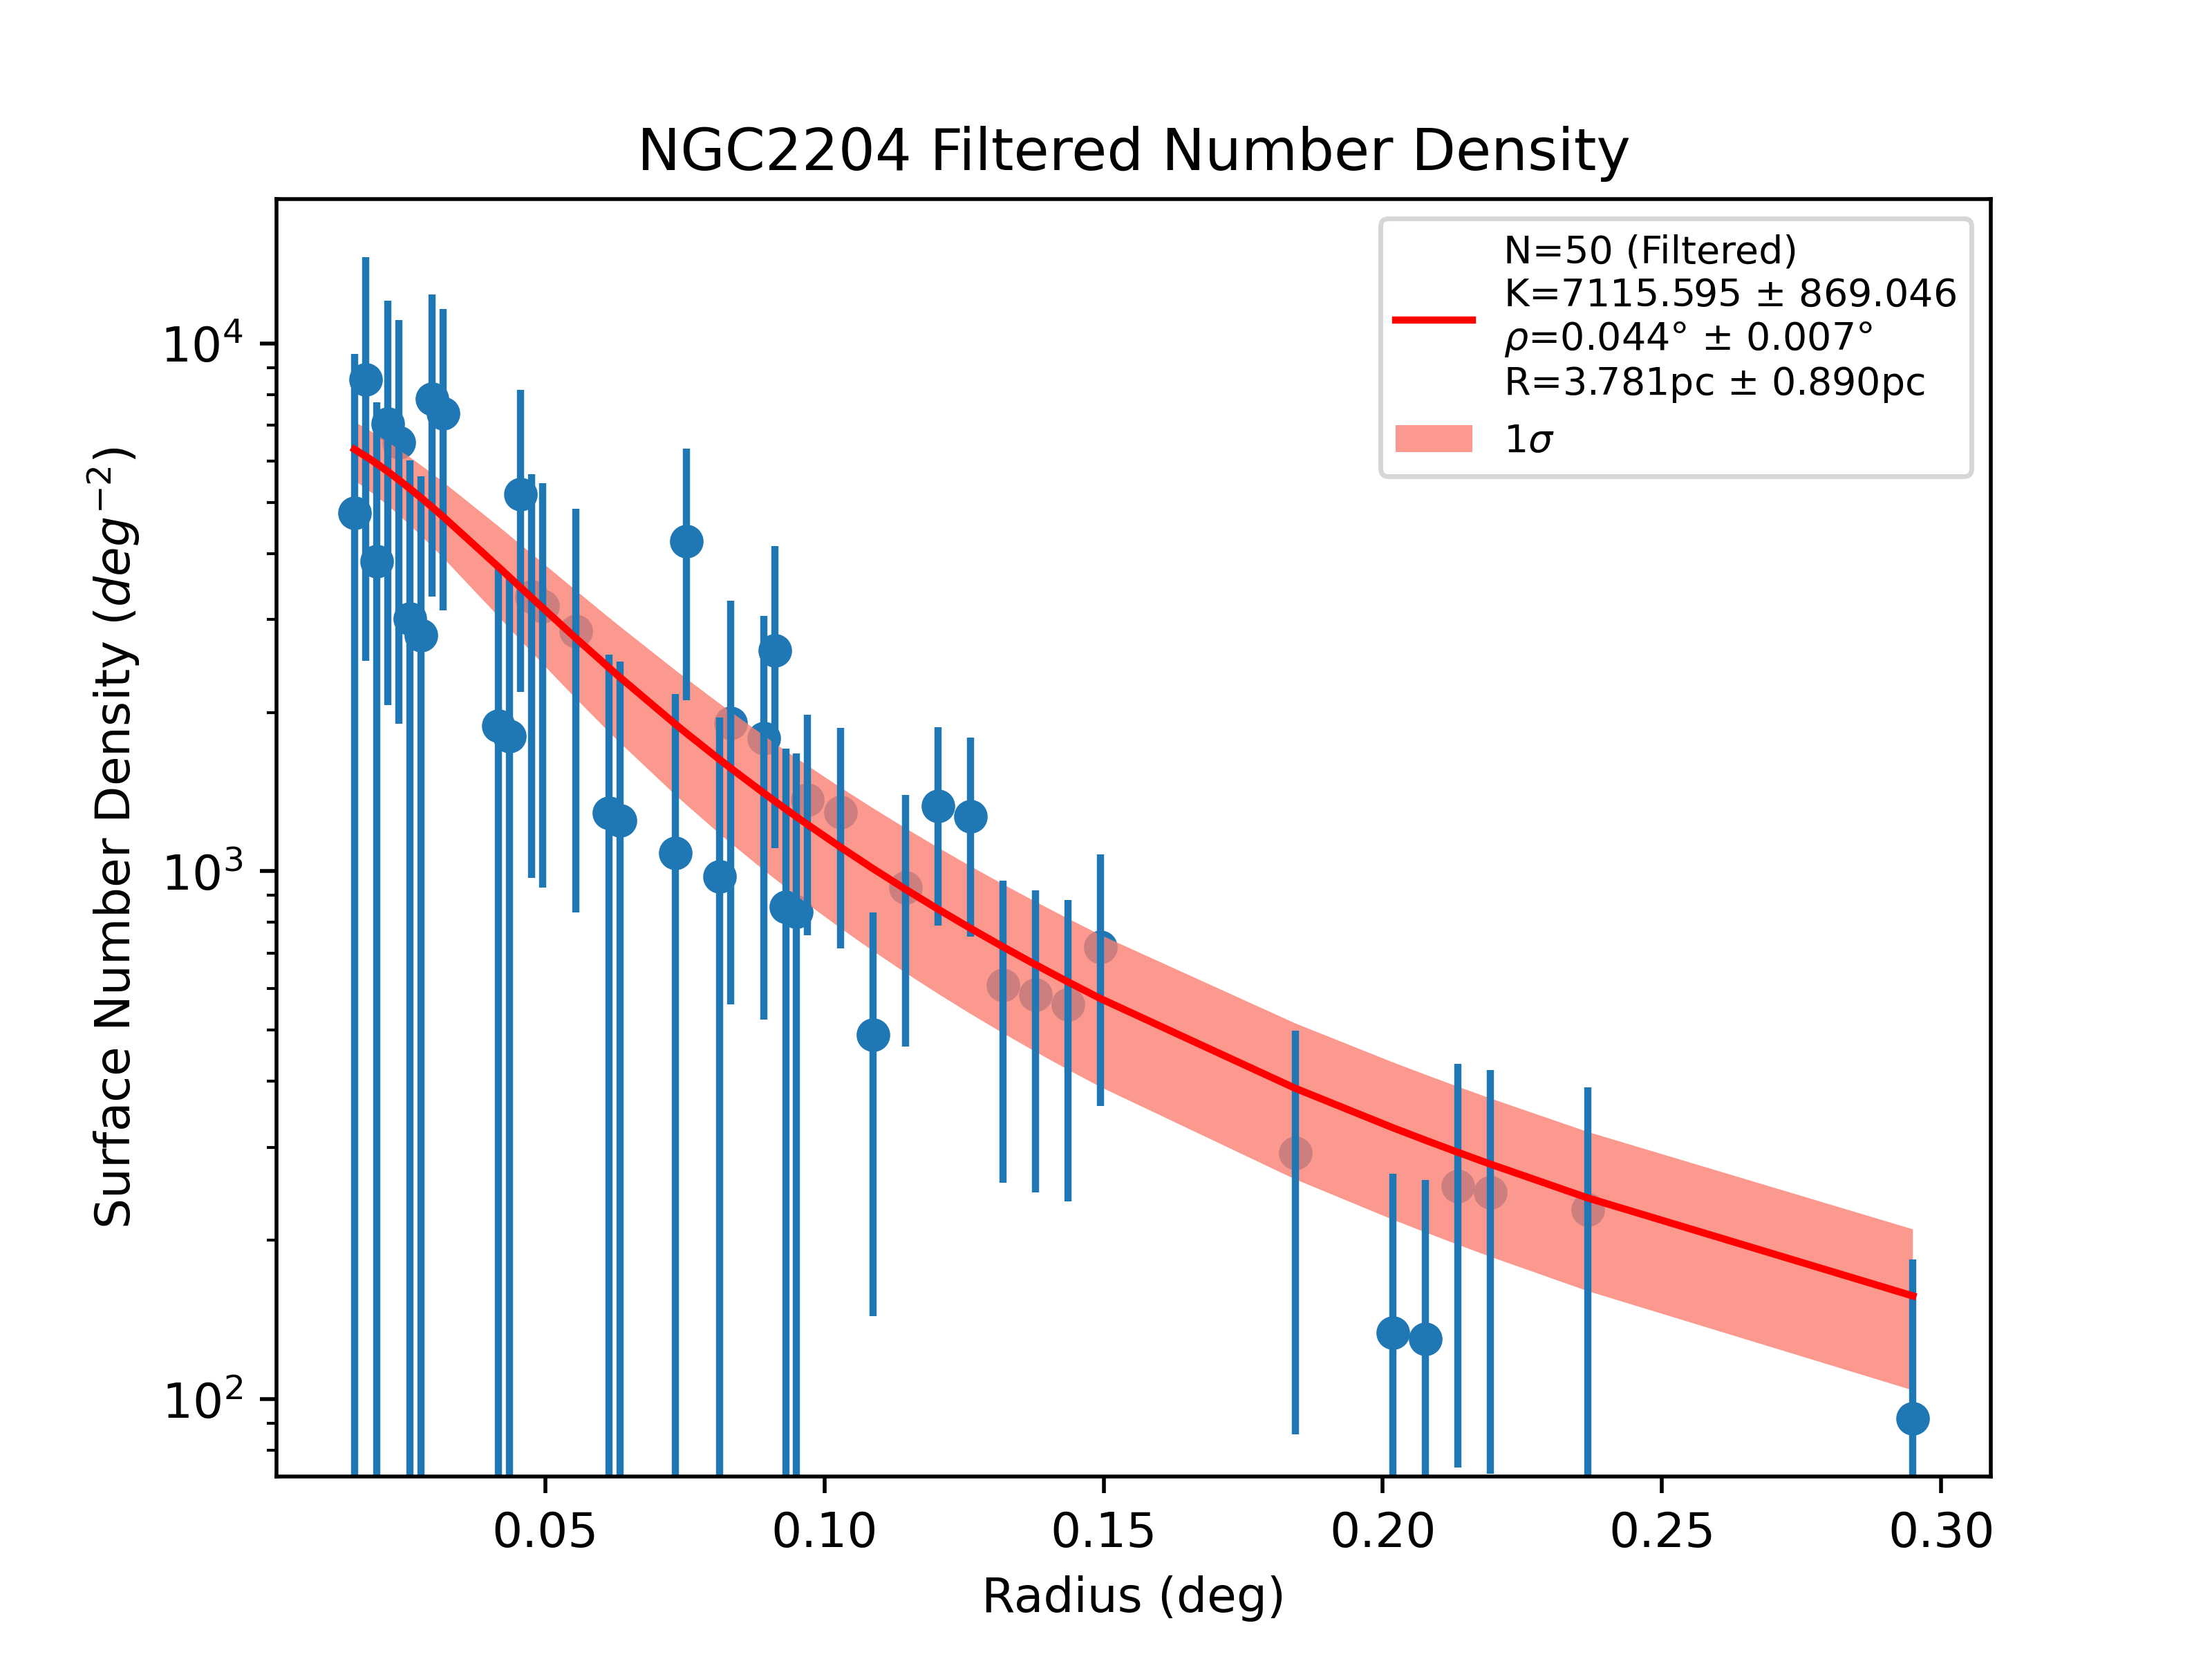 NGC2204 Filtered Number Density
N=50 (Filtered)
K=7115.595 ± 869.046
ρ=0.044° ± 0.007°
R=3.781pc ± 0.890pc
1σ
Surface Number Density (deg⁻²)
10⁴
10³
10²
0.05 0.10 0.15 0.20 0.25 0.30
Radius (deg)